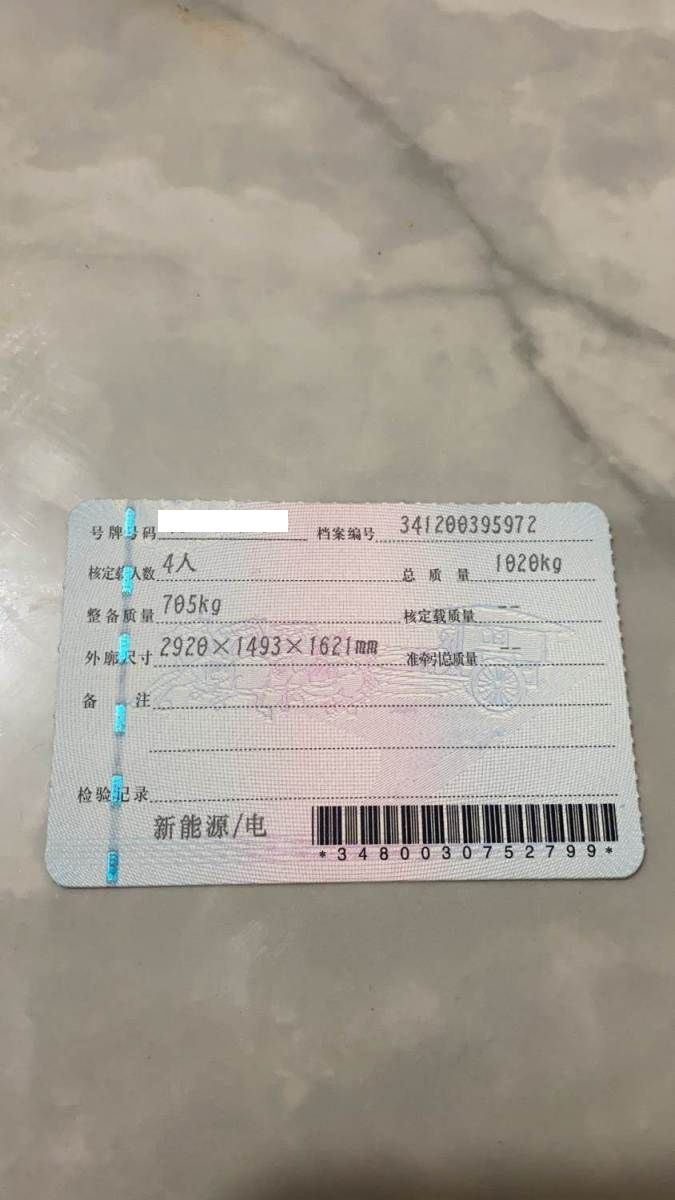 号牌号码 档案编号 341200395972
核定载人数 4人 总质量 1020kg
整备质量 705kg 核定载质量 --
外廓尺寸 2920×1493×1621mm 准牵引总质量 --
备注
检验记录
新能源/电
*3480030752799*